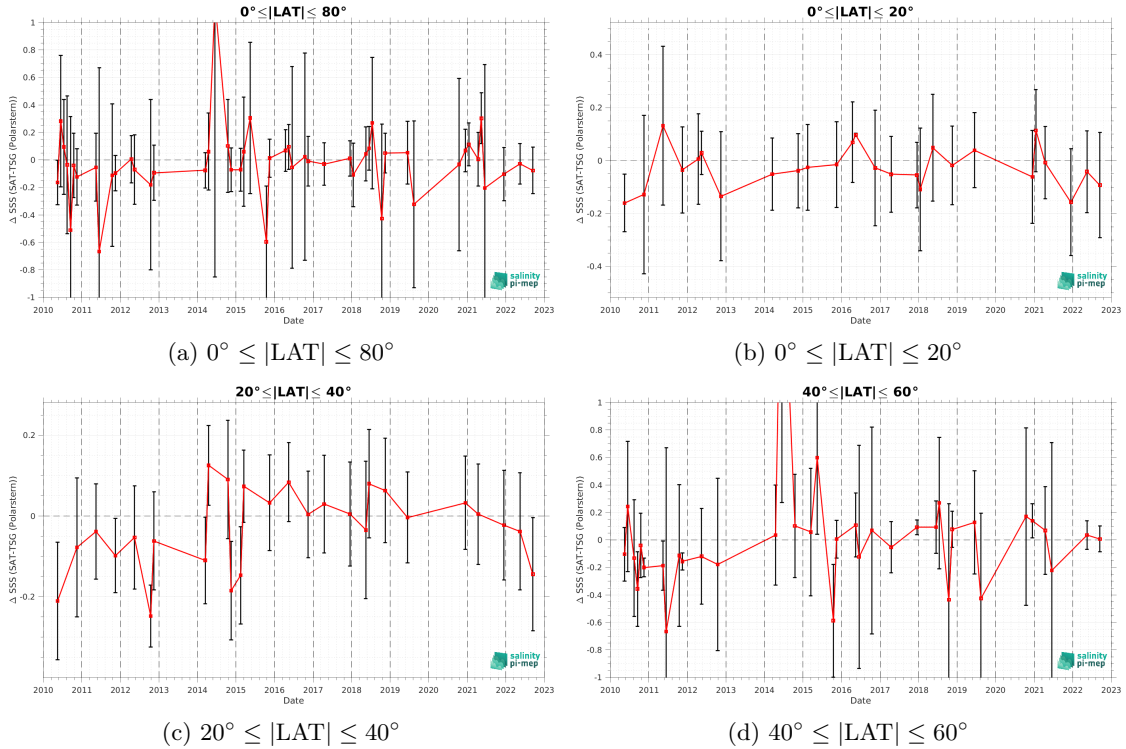 0°≤|LAT|≤ 80°
Δ SSS (SAT-TSG (Polarstern))
1
0.8
0.6
0.4
0.2
0
-0.2
-0.4
-0.6
-0.8
-1
2010 2011 2012 2013 2014 2015 2016 2017 2018 2019 2020 2021 2022 2023
Date
salinity
pi-mep
(a) 0° ≤ |LAT| ≤ 80°
0°≤|LAT|≤ 20°
Δ SSS (SAT-TSG (Polarstern))
0.4
0.2
0
-0.2
-0.4
2010 2011 2012 2013 2014 2015 2016 2017 2018 2019 2020 2021 2022 2023
Date
salinity
pi-mep
(b) 0° ≤ |LAT| ≤ 20°
20°≤|LAT|≤ 40°
Δ SSS (SAT-TSG (Polarstern))
0.2
0
-0.2
2010 2011 2012 2013 2014 2015 2016 2017 2018 2019 2020 2021 2022 2023
Date
salinity
pi-mep
(c) 20° ≤ |LAT| ≤ 40°
40°≤|LAT|≤ 60°
Δ SSS (SAT-TSG (Polarstern))
1
0.8
0.6
0.4
0.2
0
-0.2
-0.4
-0.6
-0.8
-1
2010 2011 2012 2013 2014 2015 2016 2017 2018 2019 2020 2021 2022 2023
Date
salinity
pi-mep
(d) 40° ≤ |LAT| ≤ 60°